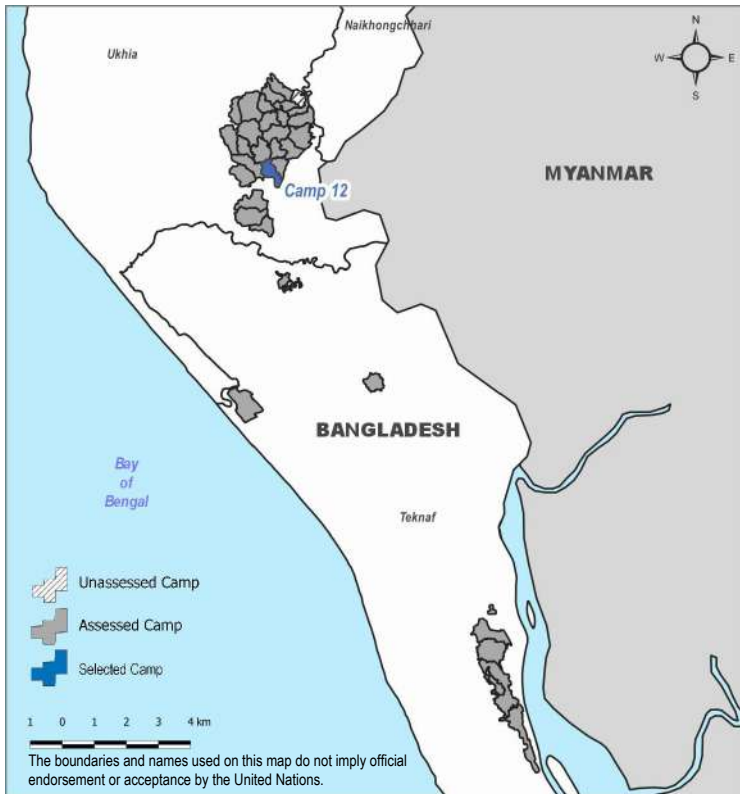 Naikhongchhari
Ukhia
N
W E
S
MYANMAR
Camp 12
BANGLADESH
Bay
of
Bengal
Teknaf
Unassessed Camp
Assessed Camp
Selected Camp
1 0 1 2 4 km
The boundaries and names used on this map do not imply official
endorsement or acceptance by the United Nations.